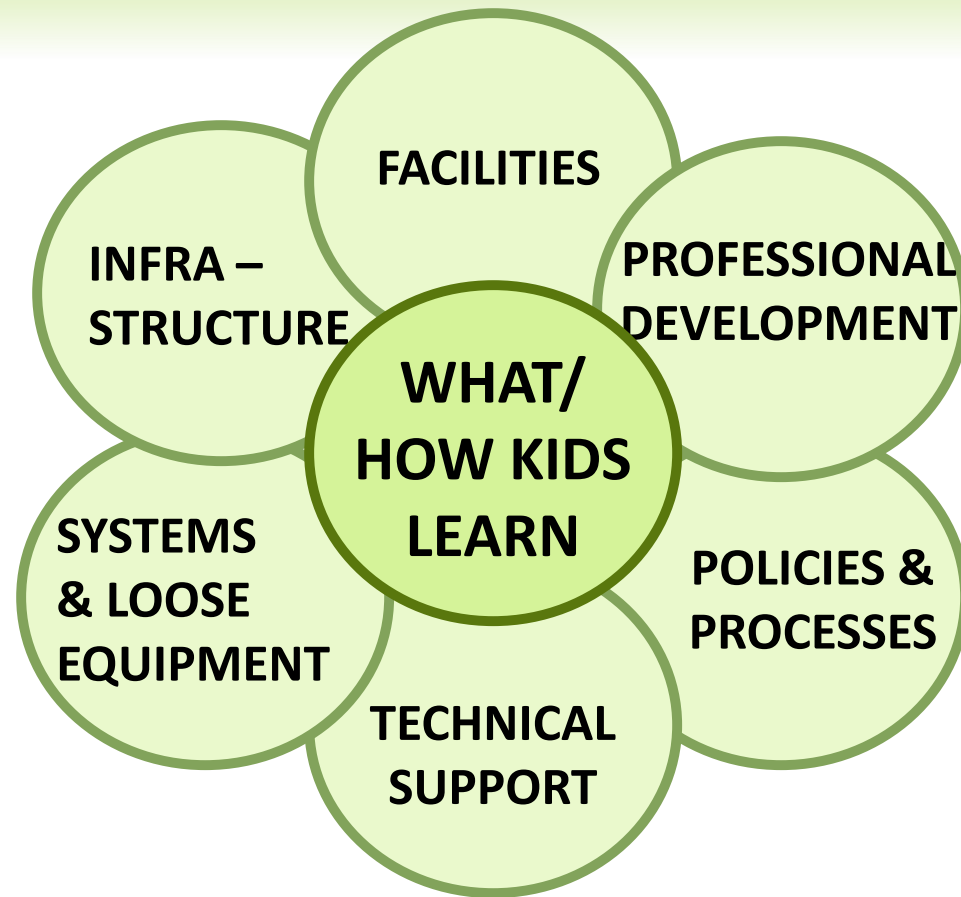 FACILITIES
PROFESSIONAL
DEVELOPMENT
INFRA –
STRUCTURE
WHAT/
HOW KIDS
LEARN
SYSTEMS
& LOOSE
EQUIPMENT
POLICIES &
PROCESSES
TECHNICAL
SUPPORT